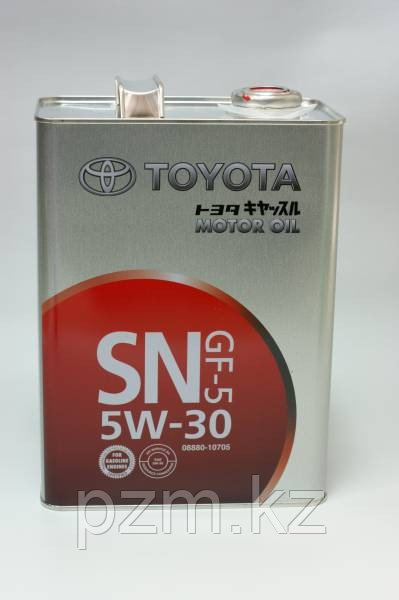 TOYOTA
トヨタ キヤッスル
MOTOR OIL
SN GF-5
5W-30
08880-10705
FOR
GASOLINE
ENGINES
pzm.kz